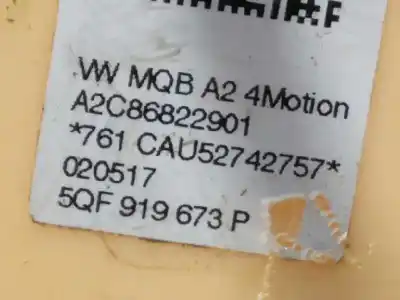 VW MQB A2 4Motion
A2C86822901
*761 CAU52742757*
020517
5QF 919 673 P